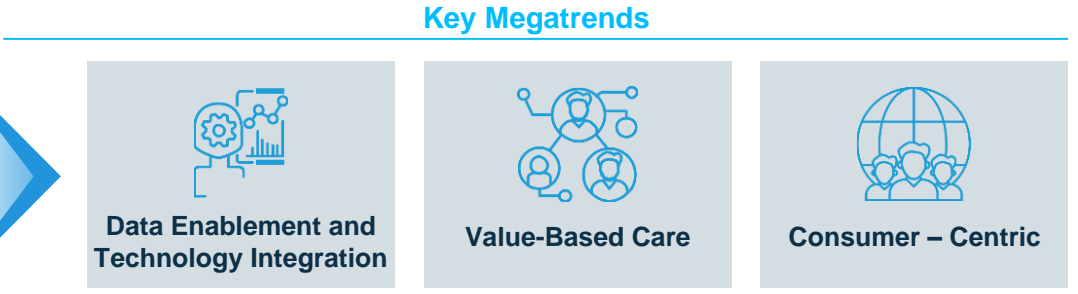 Key Megatrends
Data Enablement and
Technology Integration
Value-Based Care
Consumer – Centric